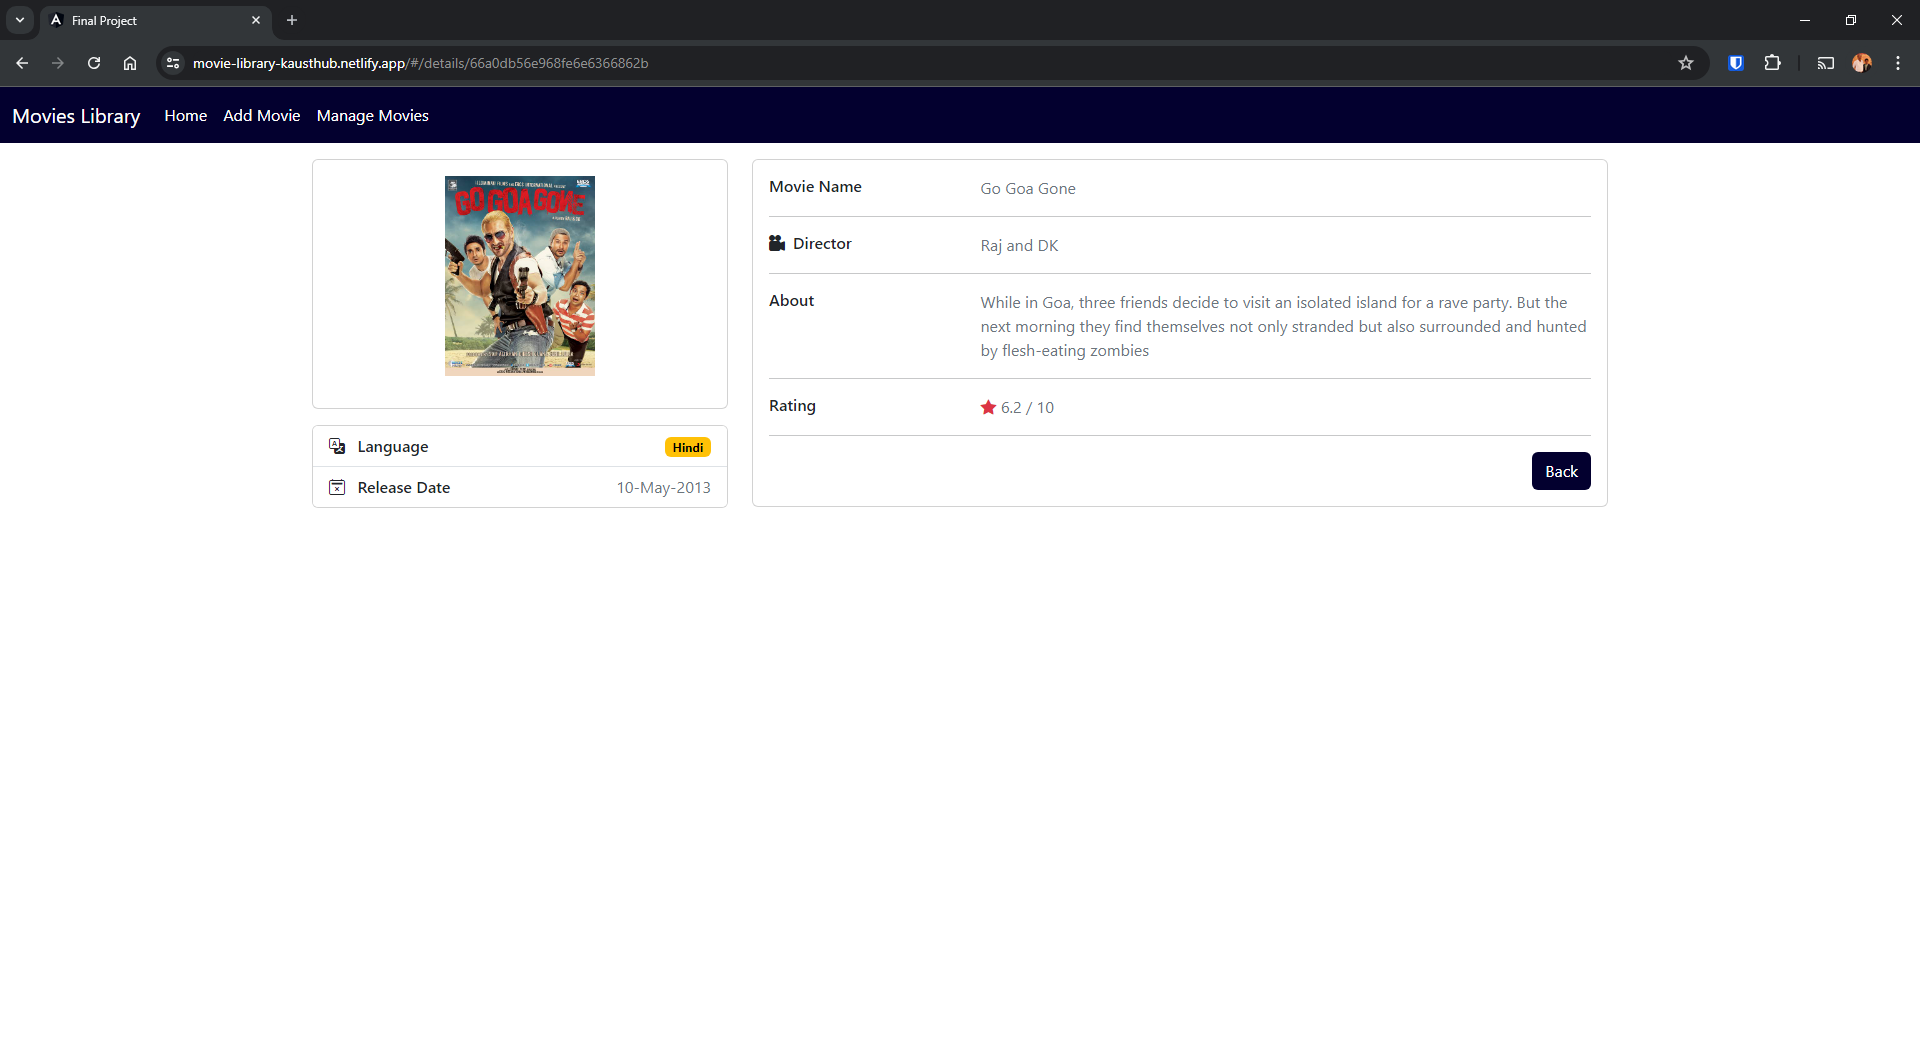 Final Project
movie-library-kausthub.netlify.app/#/details/66a0db56e968fe6e6366862b
Movies Library
Home
Add Movie
Manage Movies
GO GOA GONE
Language
Hindi
Release Date
10-May-2013
Movie Name
Go Goa Gone
Director
Raj and DK
About
While in Goa, three friends decide to visit an isolated island for a rave party. But the
next morning they find themselves not only stranded but also surrounded and hunted
by flesh-eating zombies
Rating
6.2 / 10
Back